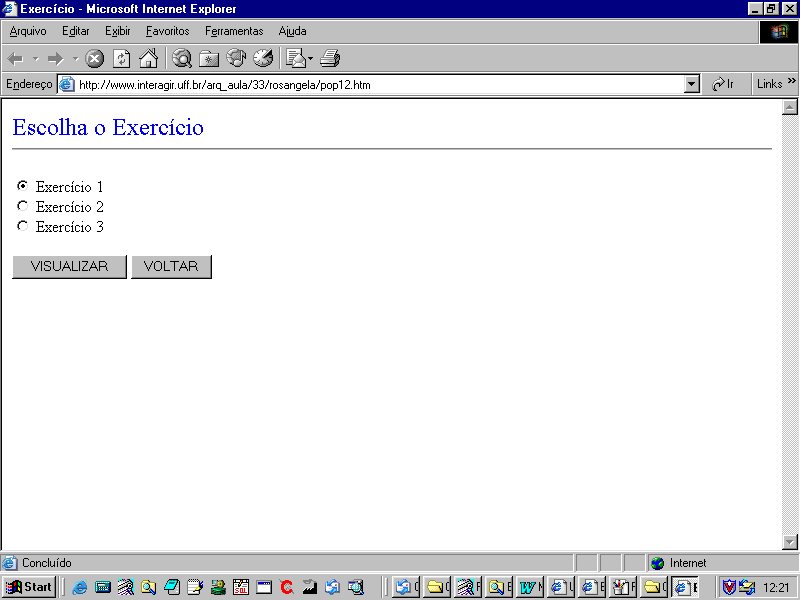 Exercício - Microsoft Internet Explorer
Arquivo Editar Exibir Favoritos Ferramentas Ajuda
Endereço http://www.interagir.uff.br/arq_aula/33/rosangela/pop12.htm Ir Links »
Escolha o Exercício
Exercício 1
Exercício 2
Exercício 3
VISUALIZAR VOLTAR
Concluído Internet
Start SQL 12:21